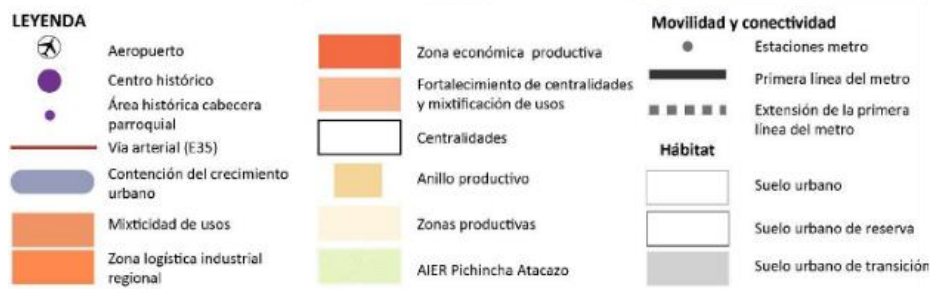 LEYENDA
Aeropuerto
Centro histórico
Área histórica cabecera
parroquial
Vía arterial (E35)
Contención del crecimiento
urbano
Mixticidad de usos
Zona logística industrial
regional
Zona económica productiva
Fortalecimiento de centralidades
y mixtificación de usos
Centralidades
Anillo productivo
Zonas productivas
AIER Pichincha Atacazo
Movilidad y conectividad
Estaciones metro
Primera línea del metro
Extensión de la primera
línea del metro
Hábitat
Suelo urbano
Suelo urbano de reserva
Suelo urbano de transición